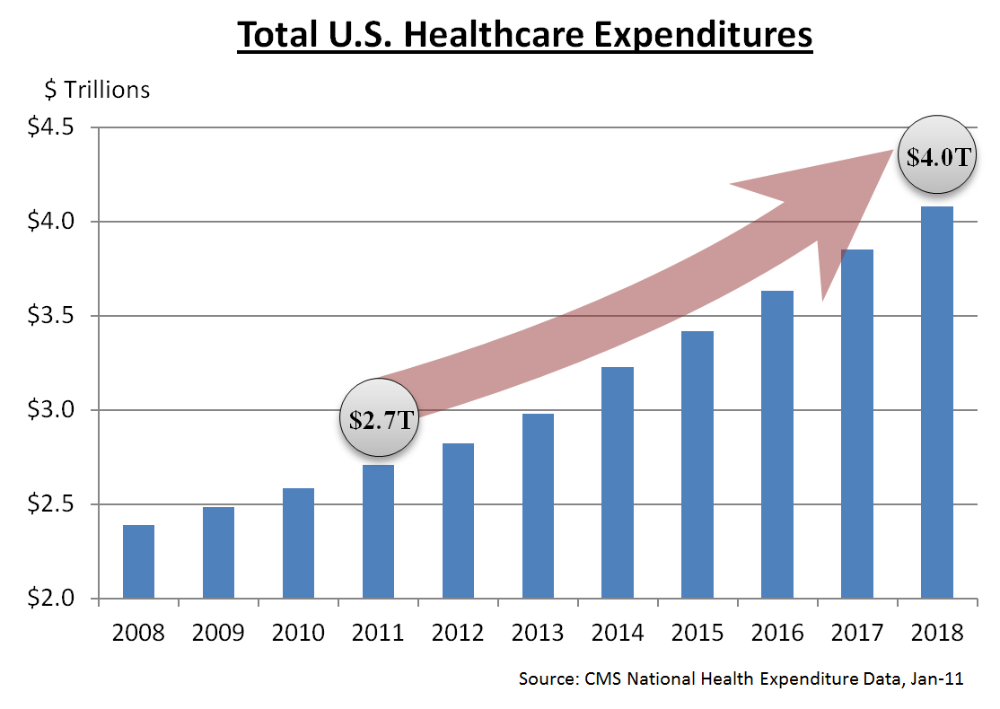 Total U.S. Healthcare Expenditures
$ Trillions
$4.5
$4.0T
$4.0
$3.5
$3.0
$2.7T
$2.5
$2.0
2008 2009 2010 2011 2012 2013 2014 2015 2016 2017 2018
Source: CMS National Health Expenditure Data, Jan-11